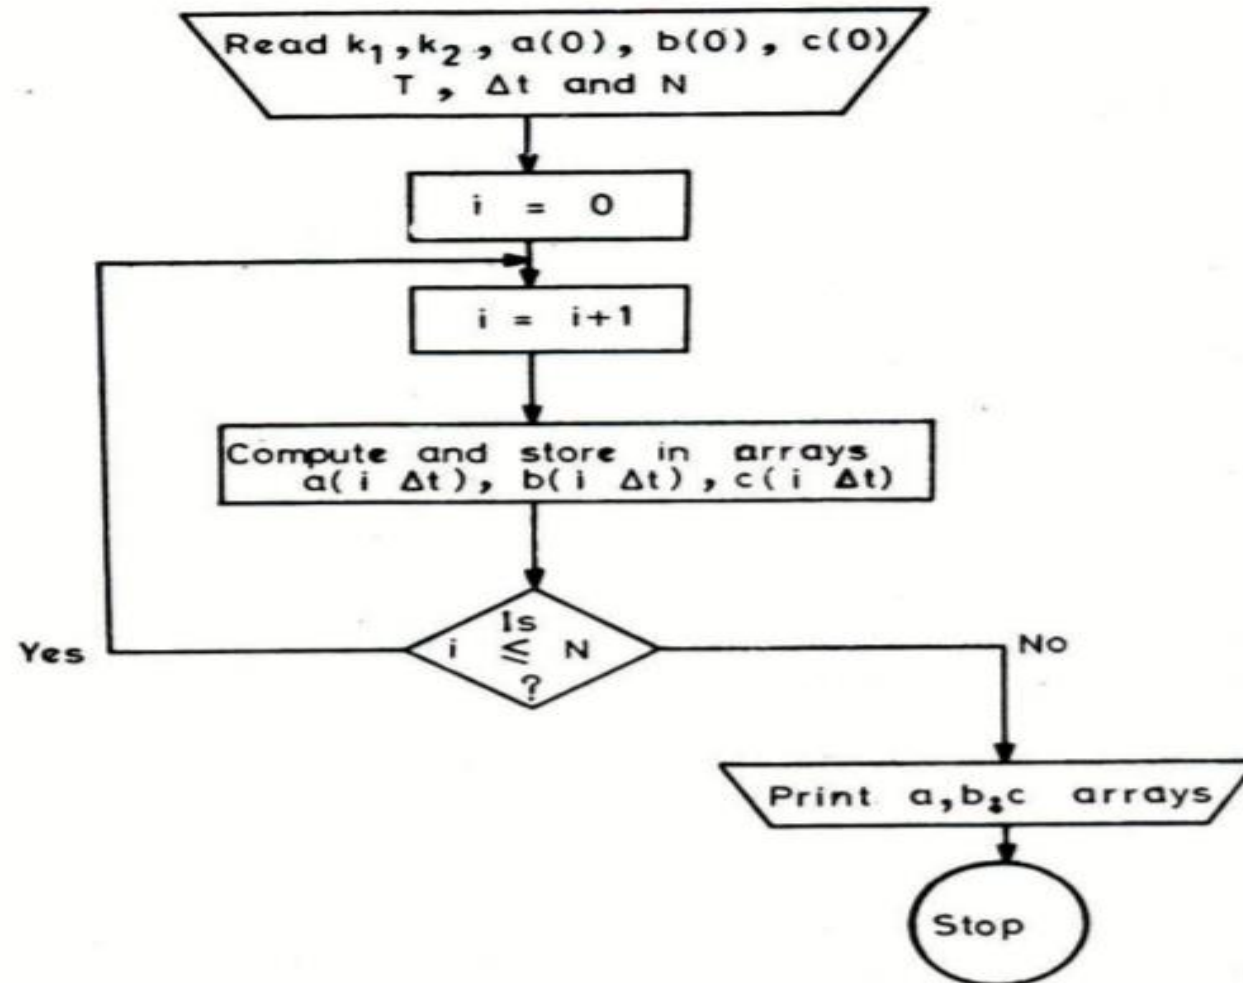 Read k₁, k₂, a(0), b(0), c(0)
T, Δt and N
i = 0
i = i+1
Compute and store in arrays
a( i Δt), b( i Δt), c( i Δt)
Is
i ≤ N
?
Yes
No
Print a,b;c arrays
Stop